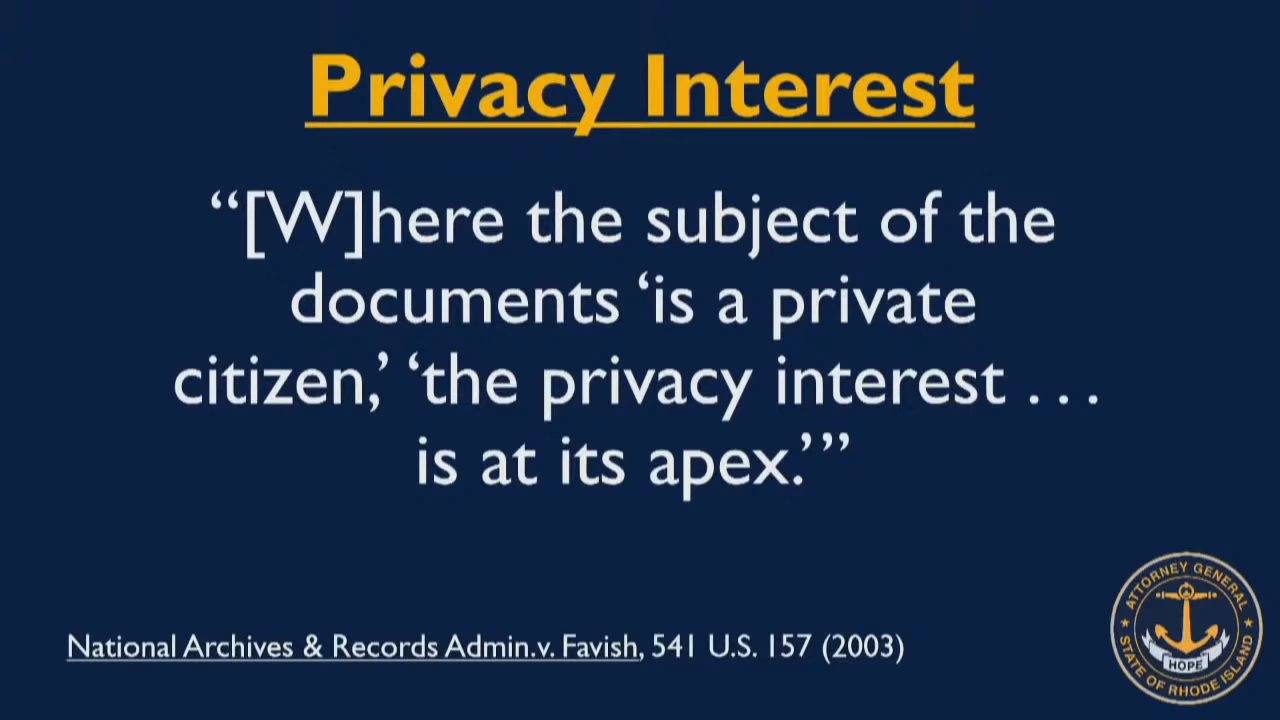 Privacy Interest
“[W]here the subject of the
documents ‘is a private
citizen,’ ‘the privacy interest . . .
is at its apex.’”
National Archives & Records Admin.v. Favish, 541 U.S. 157 (2003)
ATTORNEY GENERAL
HOPE
STATE OF RHODE ISLAND